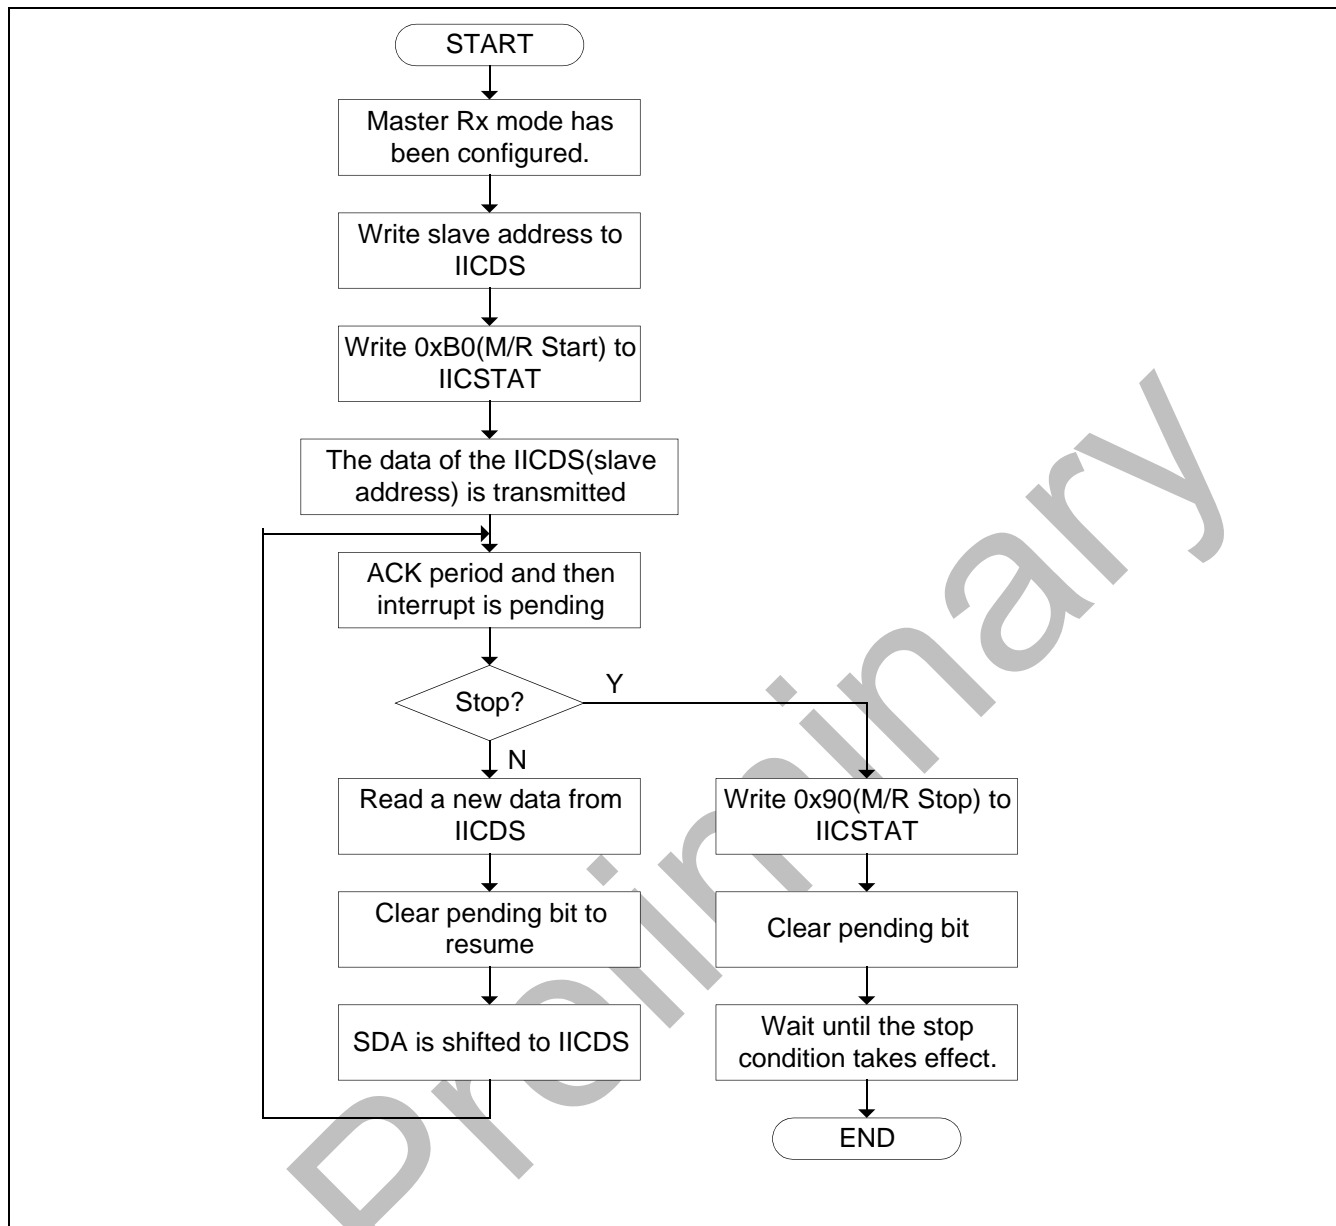 START
Master Rx mode has
been configured.
Write slave address to
IICDS
Write 0xB0(M/R Start) to
IICSTAT
The data of the IICDS(slave
address) is transmitted
ACK period and then
interrupt is pending
Stop?
Y
N
Read a new data from
IICDS
Clear pending bit to
resume
SDA is shifted to IICDS
Write 0x90(M/R Stop) to
IICSTAT
Clear pending bit
Wait until the stop
condition takes effect.
END
Preliminary